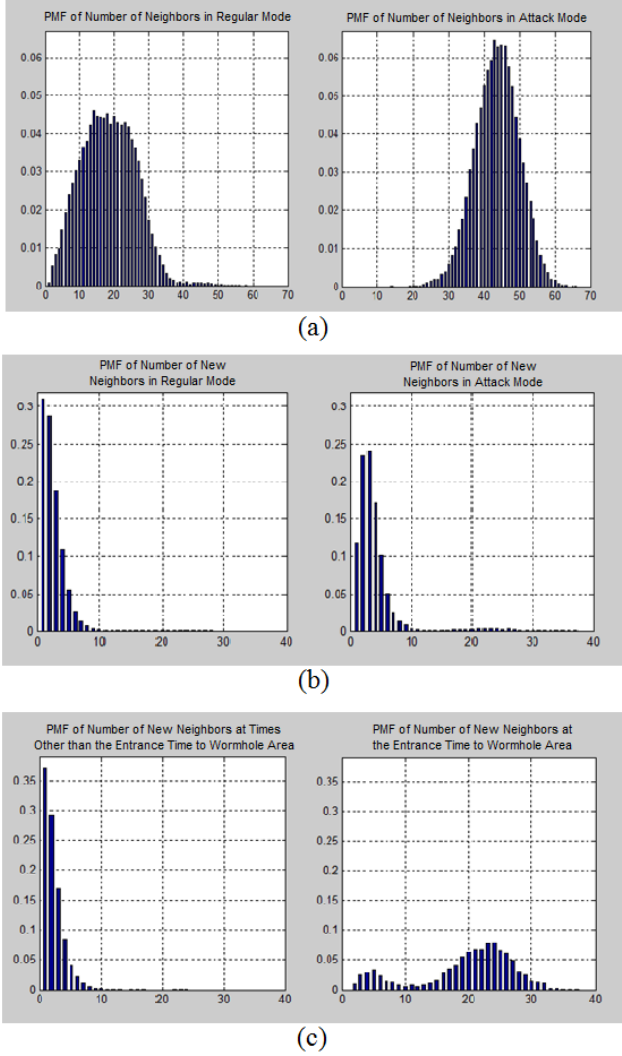 PMF of Number of Neighbors in Regular Mode
PMF of Number of Neighbors in Attack Mode
0.06
0.05
0.04
0.03
0.02
0.01
0
0 10 20 30 40 50 60 70
0.06
0.05
0.04
0.03
0.02
0.01
0
0 10 20 30 40 50 60 70
(a)
PMF of Number of New
Neighbors in Regular Mode
PMF of Number of New
Neighbors in Attack Mode
0.3
0.25
0.2
0.15
0.1
0.05
0
0 10 20 30 40
0.3
0.25
0.2
0.15
0.1
0.05
0
0 10 20 30 40
(b)
PMF of Number of New Neighbors at Times
Other than the Entrance Time to Wormhole Area
PMF of Number of New Neighbors at
the Entrance Time to Wormhole Area
0.35
0.3
0.25
0.2
0.15
0.1
0.05
0
0 10 20 30 40
0.35
0.3
0.25
0.2
0.15
0.1
0.05
0
0 10 20 30 40
(c)